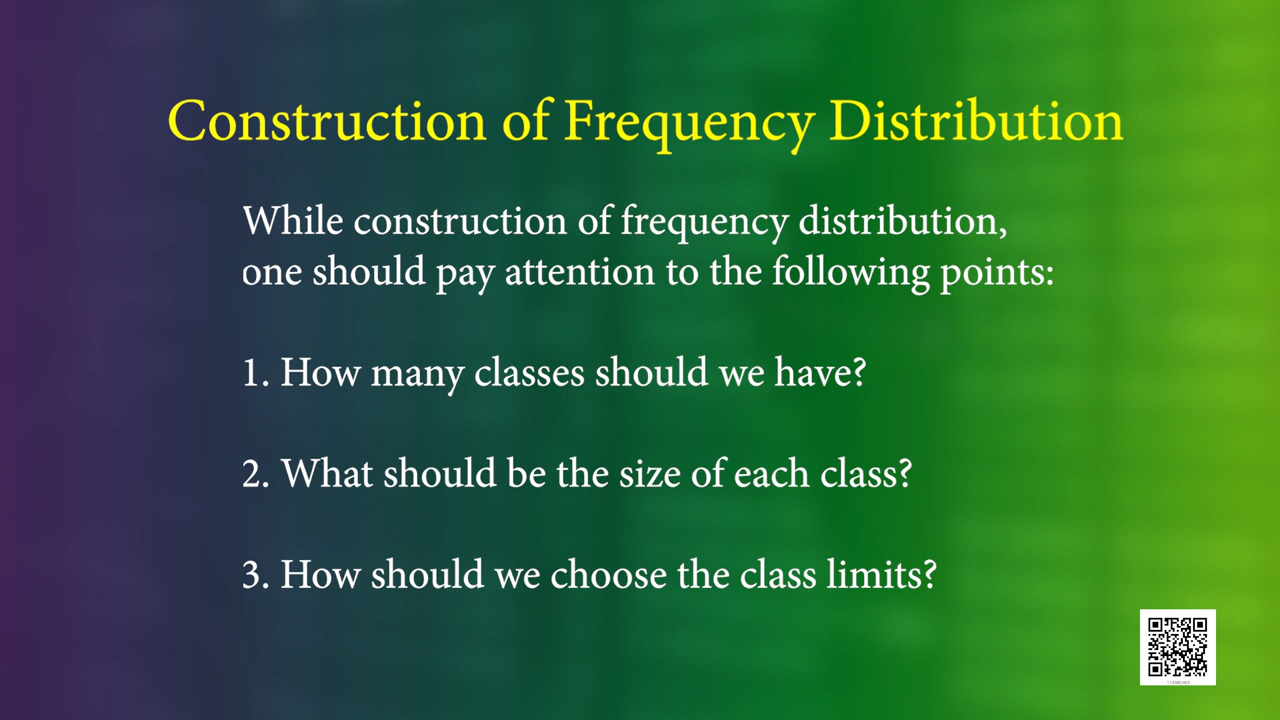 Construction of Frequency Distribution
While construction of frequency distribution,
one should pay attention to the following points:
1. How many classes should we have?
2. What should be the size of each class?
3. How should we choose the class limits?